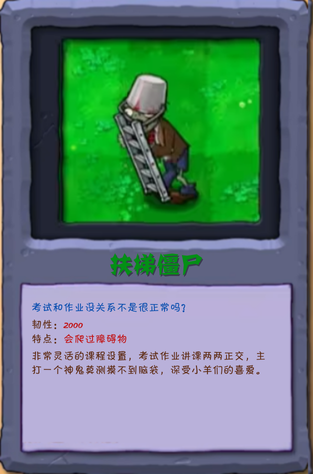 扶梯僵尸
考试和作业没关系不是很正常吗?
韧性：2000
特点：会爬过障碍物
非常灵活的课程设置，考试作业讲课两两正交，主
打一个神鬼莫测摸不到脑袋，深受小羊们的喜爱。